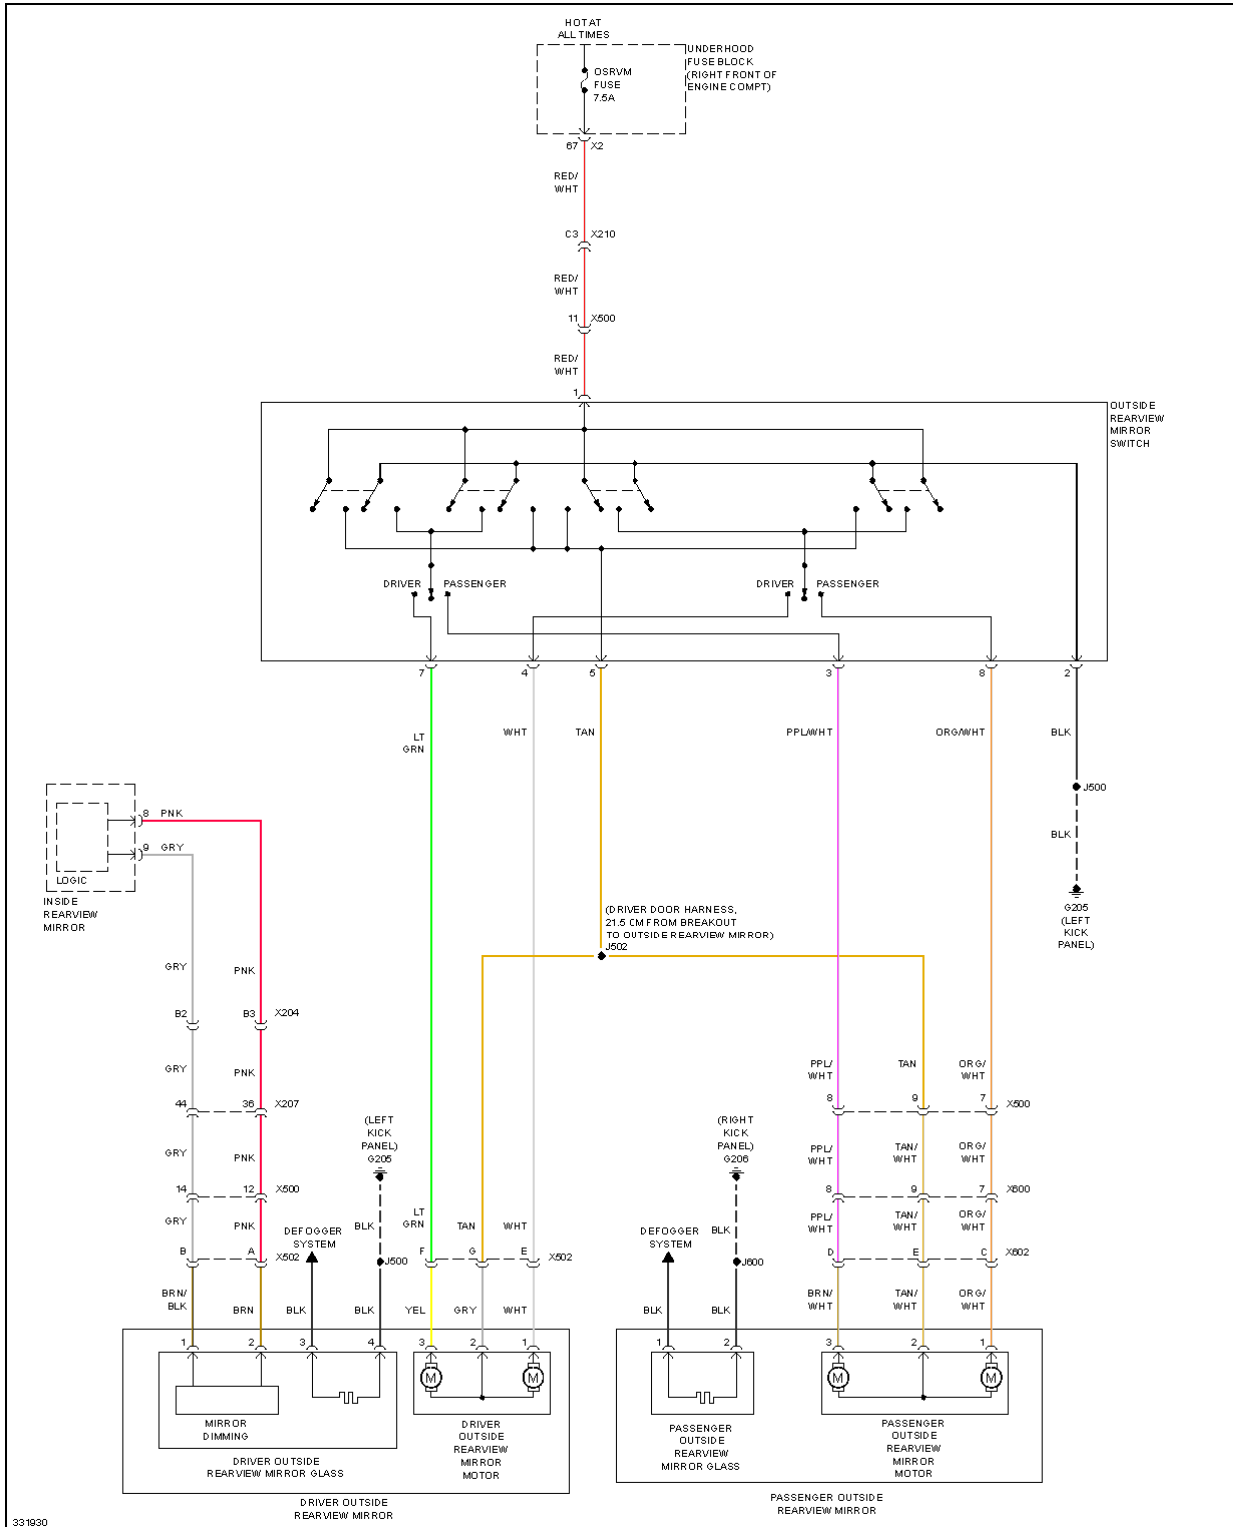 HOT AT
ALL TIMES
UNDERHOOD
FUSE BLOCK
(RIGHT FRONT OF
ENGINE COMPT)
OSRVM
FUSE
7.5A
67 X2
RED/
WHT
C3 X210
RED/
WHT
11 X500
RED/
WHT
1
OUTSIDE
REARVIEW
MIRROR
SWITCH
DRIVER PASSENGER DRIVER PASSENGER
7 4 5 3 8 2
LT
GRN
WHT TAN PPL/WHT ORG/WHT BLK
J500
BLK
G205
(LEFT
KICK
PANEL)
8 PNK
9 GRY
LOGIC
INSIDE
REARVIEW
MIRROR
(DRIVER DOOR HARNESS,
21.5 CM FROM BREAKOUT
TO OUTSIDE REARVIEW MIRROR)
J502
GRY PNK
B2 B3 X204
GRY PNK
44 36 X207
GRY PNK
14 12 X500
GRY PNK
B A X502
BRN/
BLK
BRN
(LEFT
KICK
PANEL)
G205
BLK
J500
DEFOGGER
SYSTEM
BLK BLK
LT
GRN
TAN WHT
F G E X502
YEL GRY WHT
(RIGHT
KICK
PANEL)
G206
BLK
J600
DEFOGGER
SYSTEM
BLK BLK
PPL/
WHT
TAN
ORG/
WHT
8 9 7 X500
PPL/
WHT
TAN/
WHT
ORG/
WHT
8 9 7 X600
PPL/
WHT
TAN/
WHT
ORG/
WHT
D E C X602
BRN/
WHT
TAN/
WHT
ORG/
WHT
1 2 3 4 3 2 1
1 2 3 2 1
M M M M
MIRROR
DIMMING
DRIVER OUTSIDE
REARVIEW MIRROR GLASS
DRIVER
OUTSIDE
REARVIEW
MIRROR
MOTOR
DRIVER OUTSIDE
REARVIEW MIRROR
PASSENGER
OUTSIDE
REARVIEW
MIRROR GLASS
PASSENGER
OUTSIDE
REARVIEW
MIRROR
MOTOR
PASSENGER OUTSIDE
REARVIEW MIRROR
331930